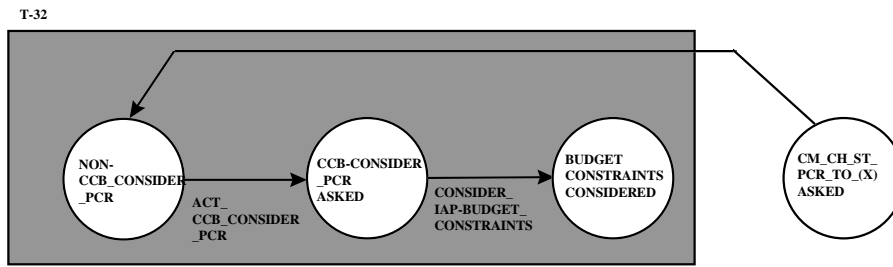 T-32
NON-
CCB_CONSIDER
_PCR
ACT_
CCB_CONSIDER
_PCR
CCB-CONSIDER
_PCR
ASKED
CONSIDER_
IAP-BUDGET_
CONSTRAINTS
BUDGET
CONSTRAINTS
CONSIDERED
CM_CH_ST_
PCR_TO_(X)
ASKED